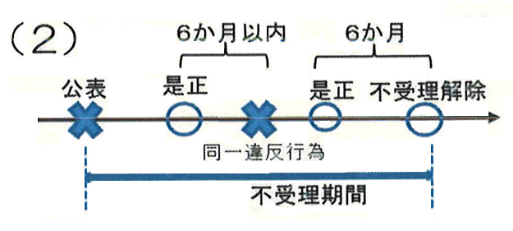 (2)
6か月以内
6か月
公表
是正
是正
不受理解除
同一違反行為
不受理期間